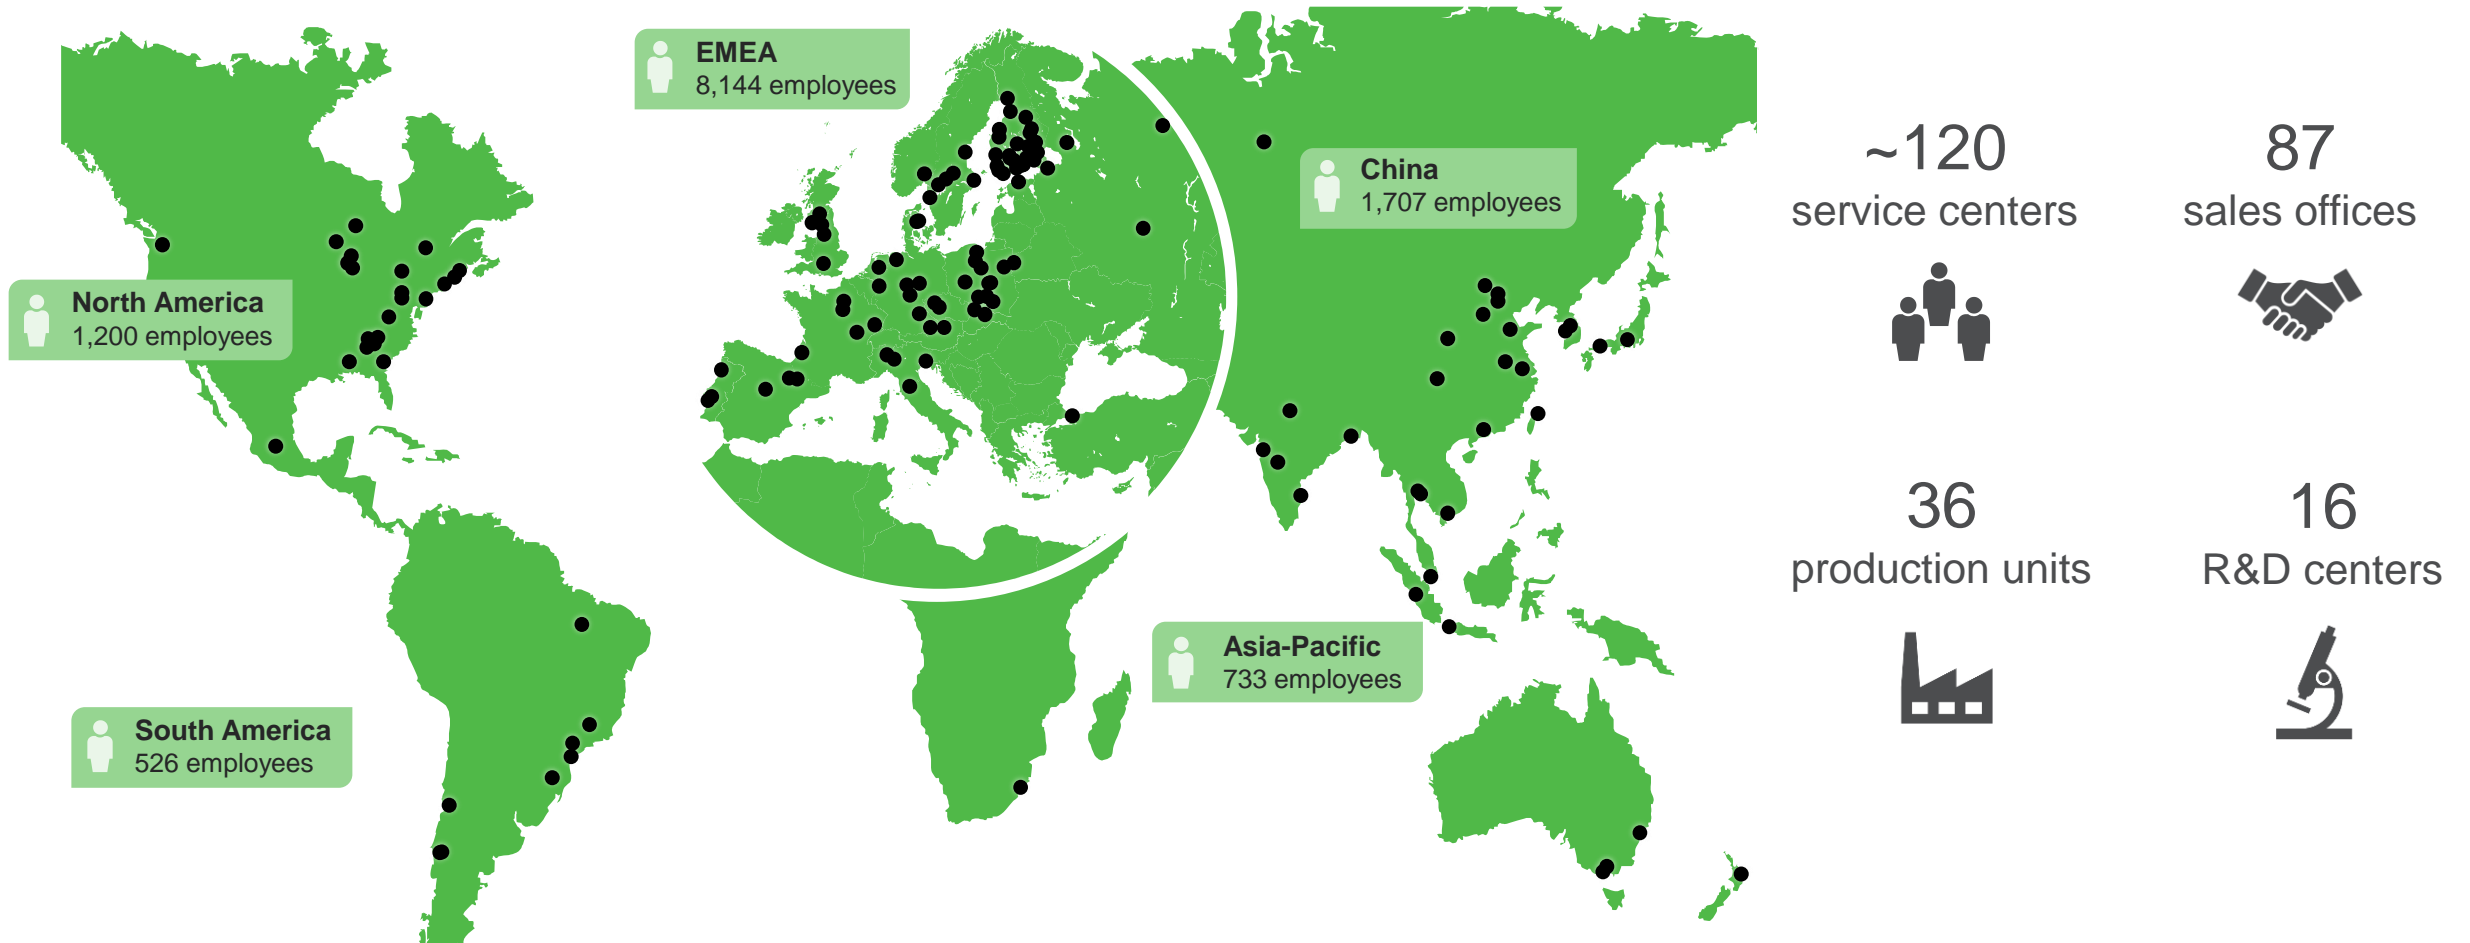 EMEA
8,144 employees
China
1,707 employees
North America
1,200 employees
Asia-Pacific
733 employees
South America
526 employees
~120
service centers
87
sales offices
36
production units
16
R&D centers